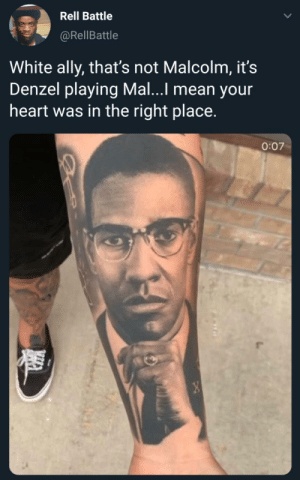 Rell Battle
@RellBattle
White ally, that's not Malcolm, it's
Denzel playing Mal...I mean your
heart was in the right place.
0:07